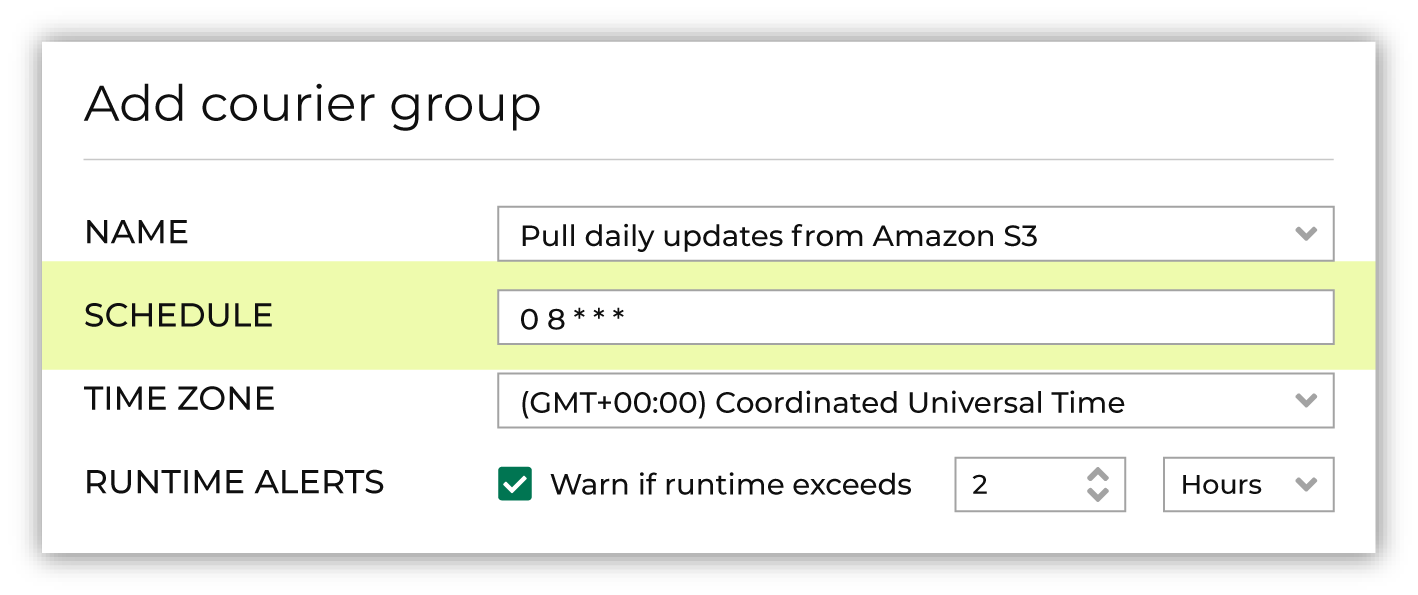 Add courier group
NAME
Pull daily updates from Amazon S3
SCHEDULE
0 8 * * *
TIME ZONE
(GMT+00:00) Coordinated Universal Time
RUNTIME ALERTS
Warn if runtime exceeds
2
Hours